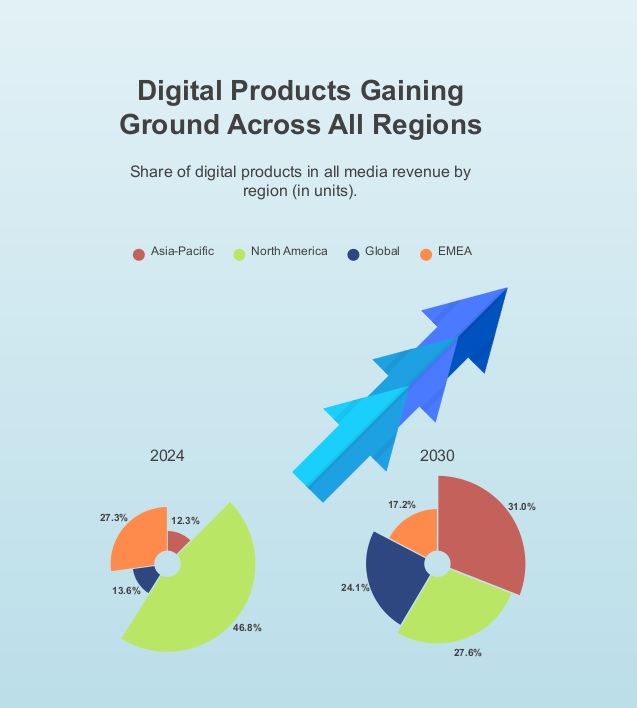 Digital Products Gaining
Ground Across All Regions
Share of digital products in all media revenue by
region (in units).
Asia-Pacific
North America
Global
EMEA
2024
2030
27.3%
12.3%
13.6%
46.8%
17.2%
31.0%
24.1%
27.6%